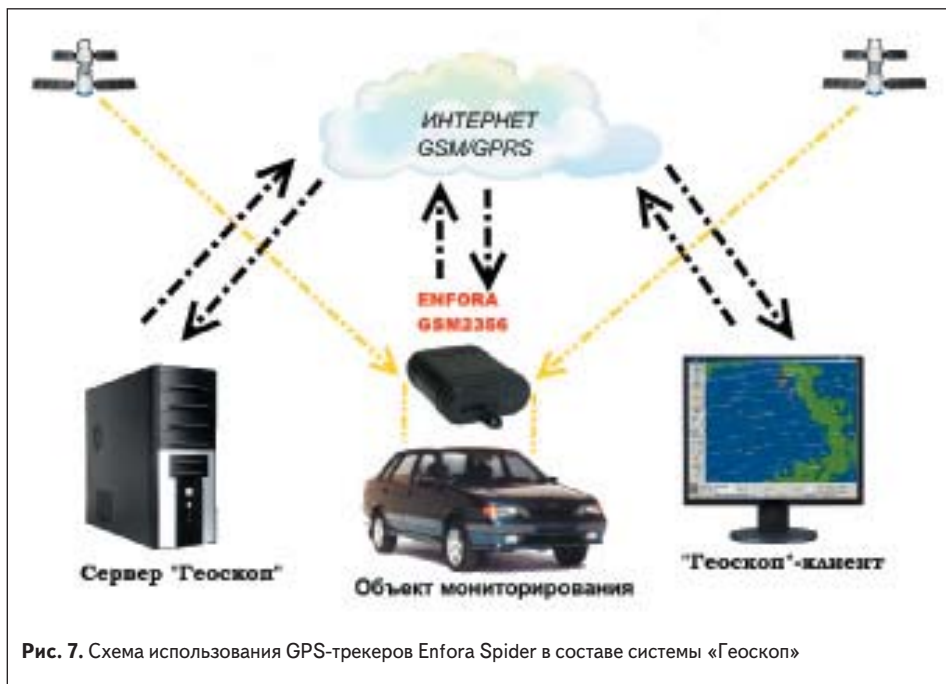 ИНТЕРНЕТ
GSM/GPRS
ENFORA
GSM2356
Сервер "Геоскоп"
Объект мониторирования
"Геоскоп"-клиент
Рис. 7. Схема использования GPS-трекеров Enfora Spider в составе системы «Геоскоп»